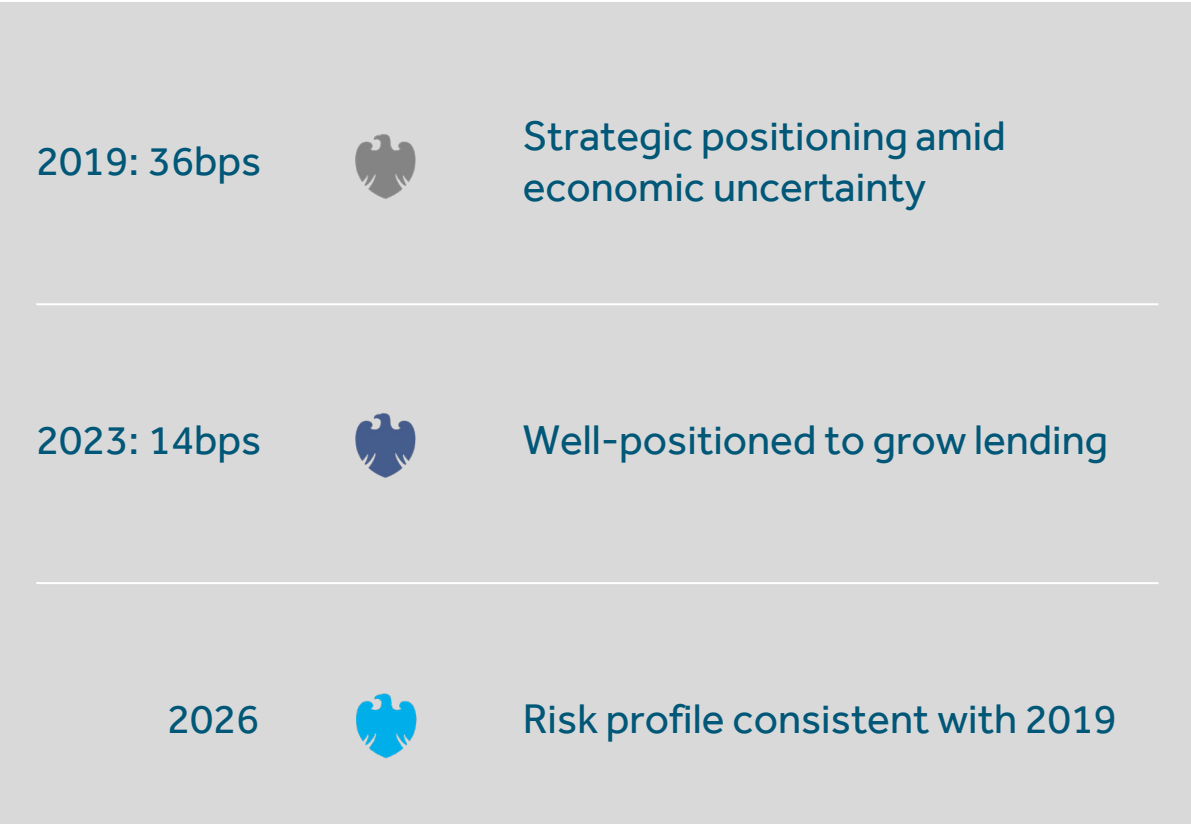 2019: 36bps
Strategic positioning amid
economic uncertainty
2023: 14bps
Well-positioned to grow lending
2026
Risk profile consistent with 2019